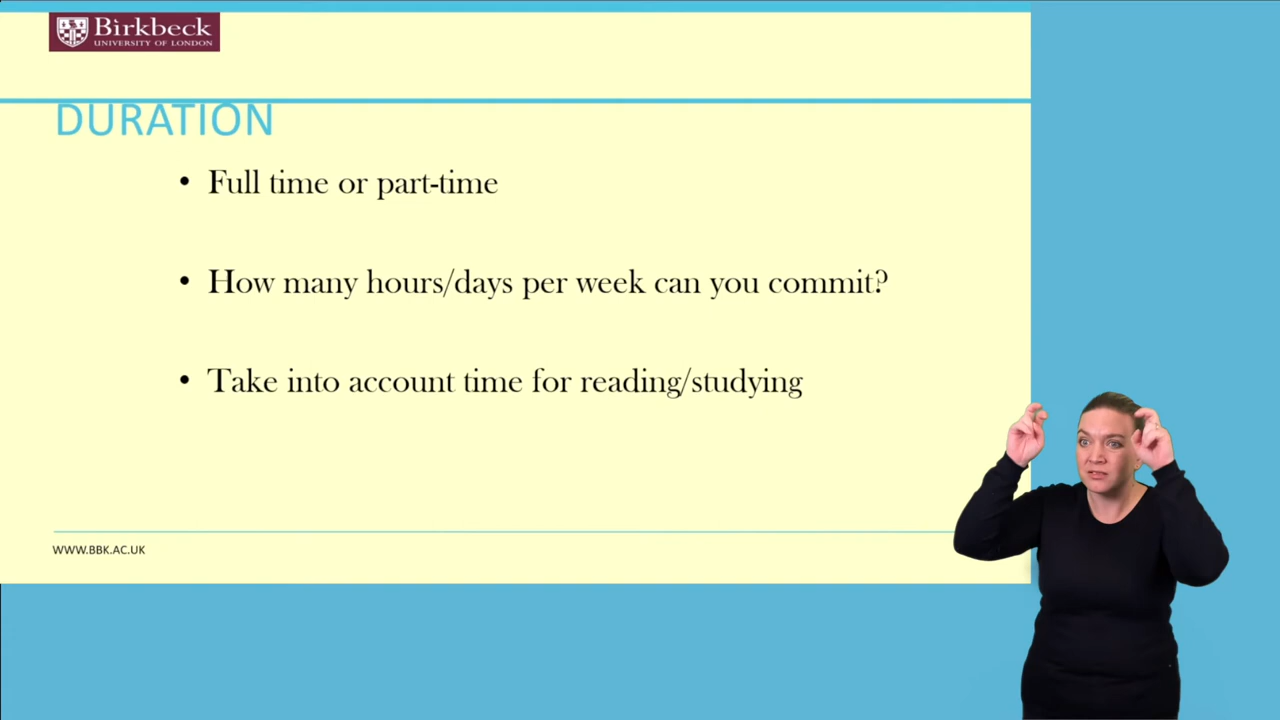 Birkbeck
UNIVERSITY OF LONDON
DURATION
• Full time or part-time
• How many hours/days per week can you commit?
• Take into account time for reading/studying
WWW.BBK.AC.UK